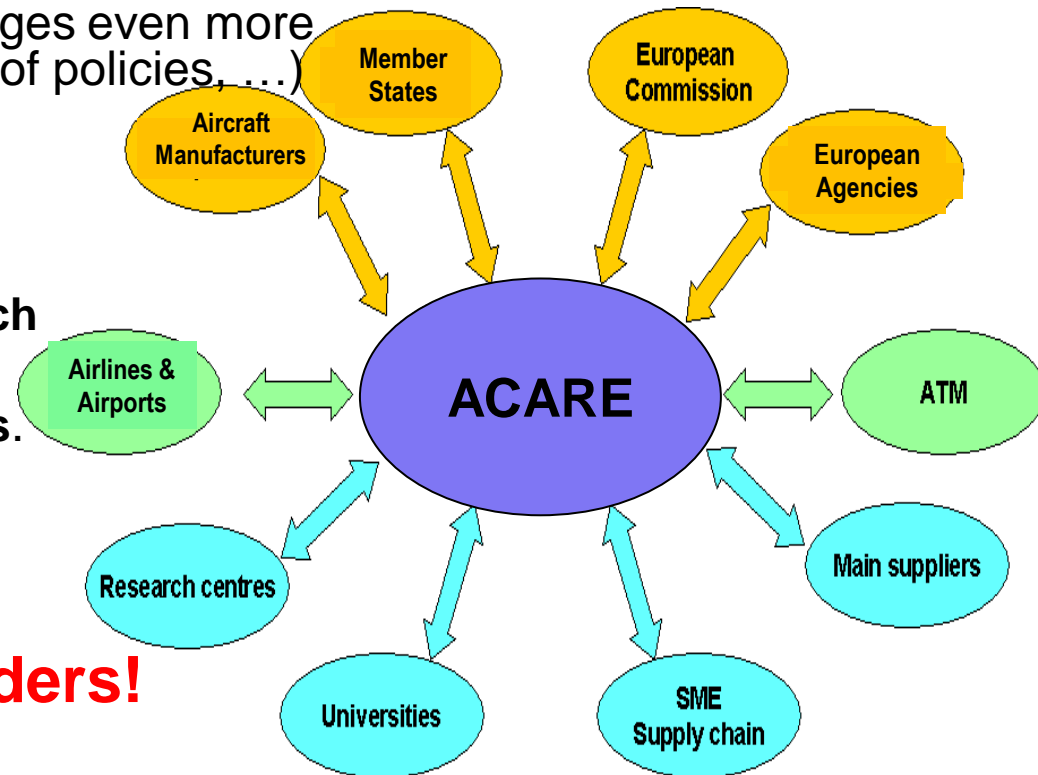 ges even more
of policies, …)
Member
States
European
Commission
Aircraft
Manufacturers
European
Agencies
ch
Airlines &
Airports
ACARE
ATM
s.
Research centres
Main suppliers
ders!
Universities
SME
Supply chain